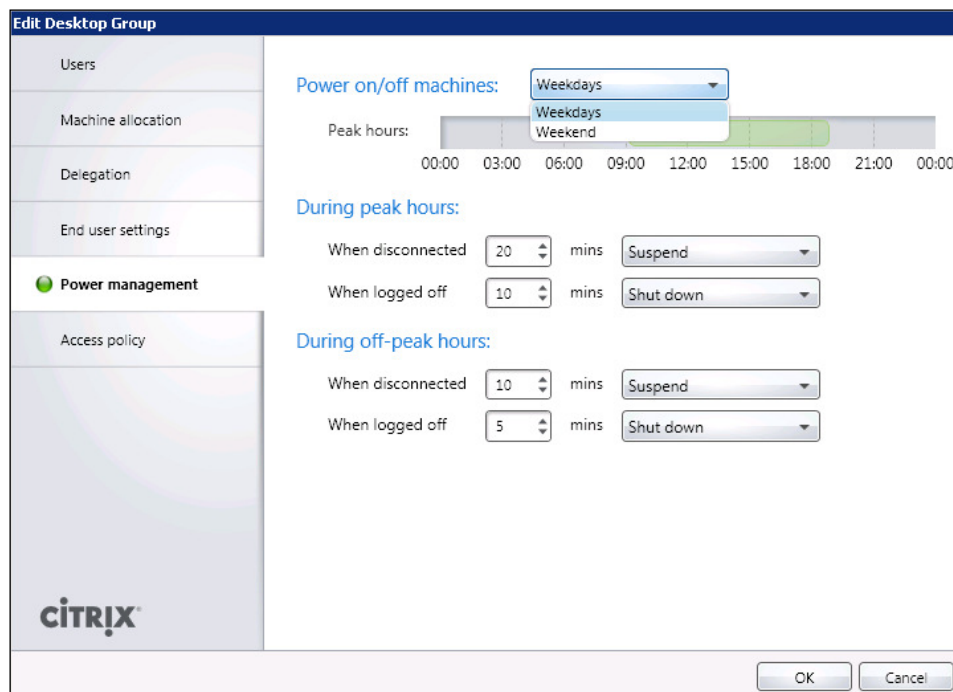 Edit Desktop Group
Users
Machine allocation
Delegation
End user settings
Power management
Access policy
CITRIX
Power on/off machines: Weekdays
Weekdays
Weekend
Peak hours:
00:00 03:00 06:00 09:00 12:00 15:00 18:00 21:00 00:00
During peak hours:
When disconnected 20 mins Suspend
When logged off 10 mins Shut down
During off-peak hours:
When disconnected 10 mins Suspend
When logged off 5 mins Shut down
OK Cancel